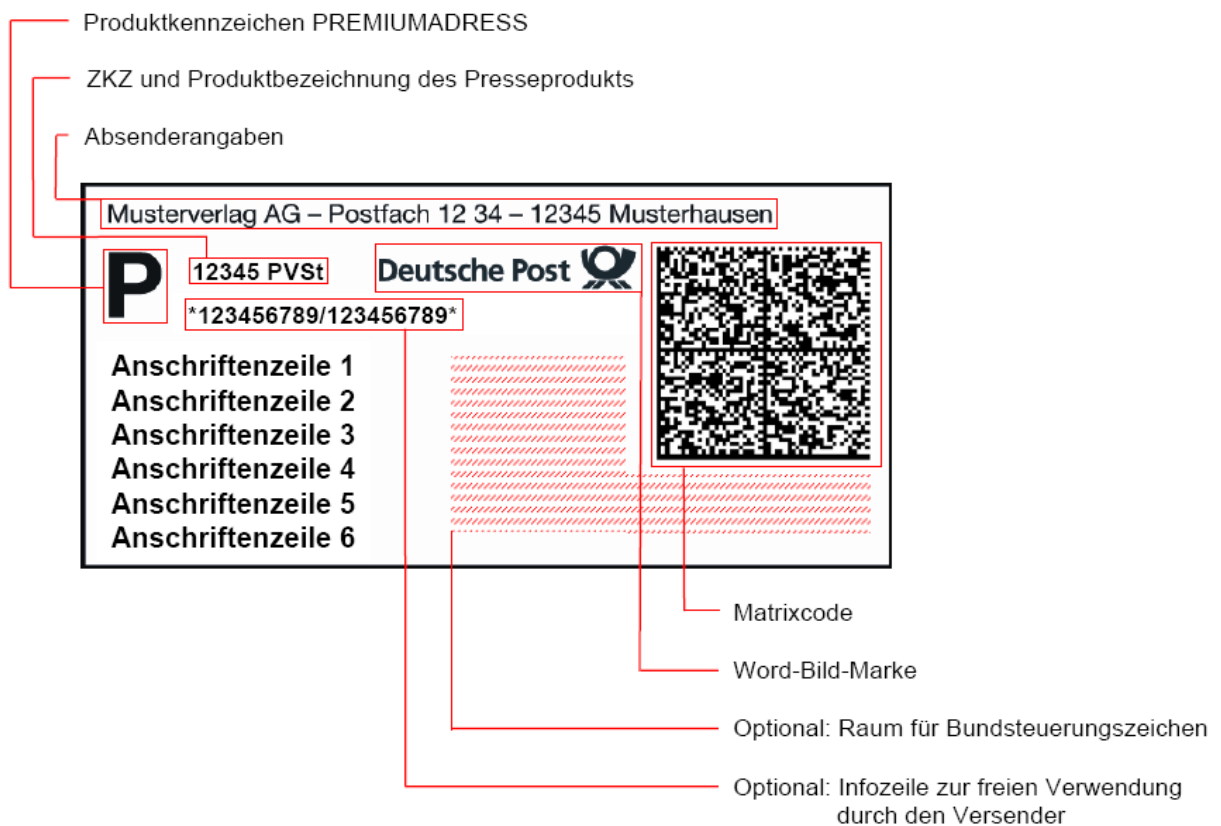 Produktkennzeichen PREMIUMADRESS
ZKZ und Produktbezeichnung des Presseprodukts
Absenderangaben
Musterverlag AG – Postfach 12 34 – 12345 Musterhausen
P
12345 PVSt
Deutsche Post
*123456789/123456789*
Anschriftenzeile 1
Anschriftenzeile 2
Anschriftenzeile 3
Anschriftenzeile 4
Anschriftenzeile 5
Anschriftenzeile 6
Matrixcode
Word-Bild-Marke
Optional: Raum für Bundsteuerungszeichen
Optional: Infozeile zur freien Verwendung
durch den Versender